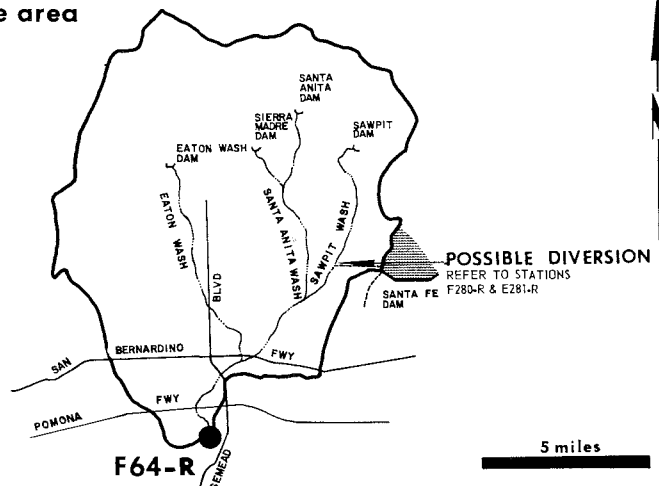 area
SANTA
ANITA
DAM
SIERRA
MADRE
DAM
SAWPIT
DAM
EATON WASH
DAM
EATON WASH
SANTA ANITA WASH
SAWPIT WASH
BLVD
POSSIBLE DIVERSION
REFER TO STATIONS
F280-R & E281-R
SANTA FE
DAM
SAN BERNARDINO FWY
POMONA FWY
F64-R
5 miles